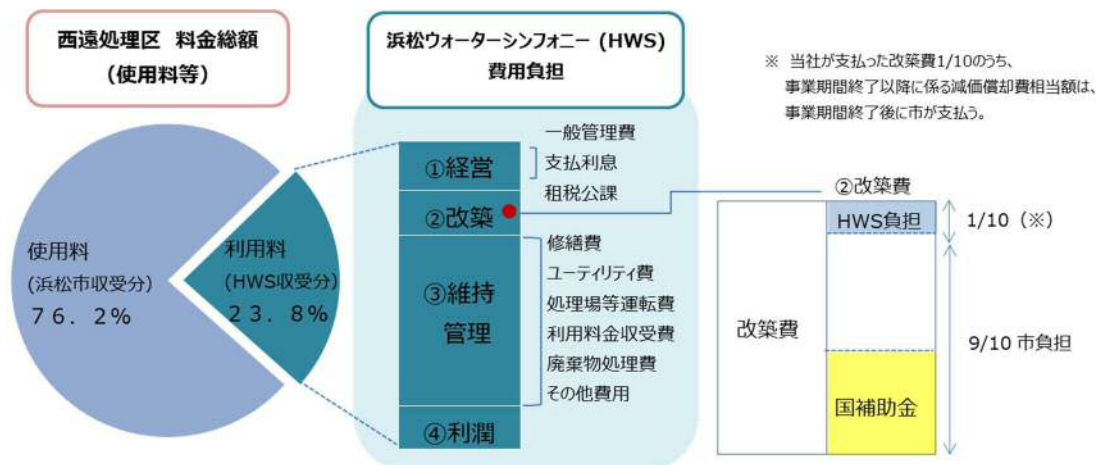 西遠処理区 料金総額
（使用料等）
浜松ウォーターシンフォニー (HWS)
費用負担
※ 当社が支払った改築費1/10のうち、
事業期間終了以降に係る減価償却費相当額は、
事業期間終了後に市が支払う。
使用料
(浜松市収受分)
７６．２％
利用料
(HWS収受分)
２３．８％
①経営
②改築
③維持
管理
④利潤
一般管理費
支払利息
租税公課
修繕費
ユーティリティ費
処理場等運転費
利用料金収受費
廃棄物処理費
その他費用
②改築費
改築費
HWS負担
国補助金
1/10（※）
9/10 市負担